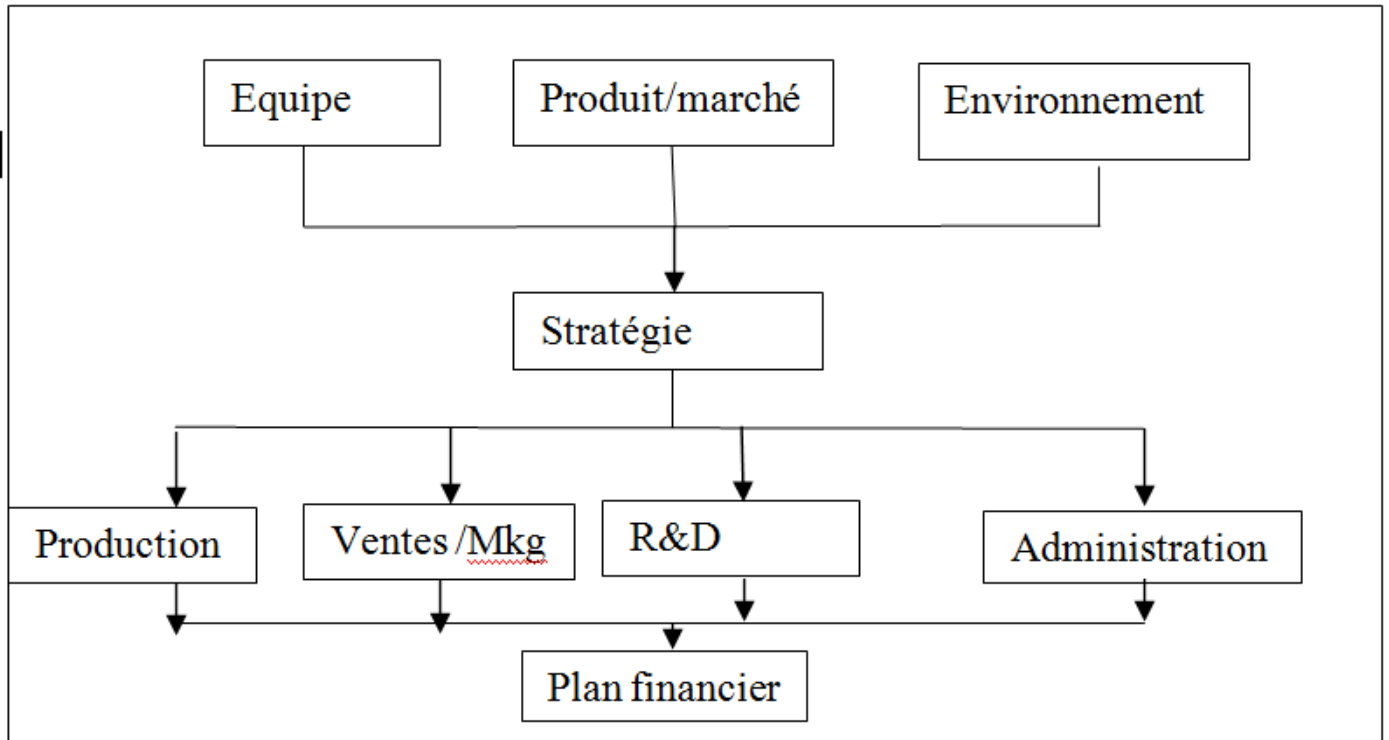 Equipe
Produit/marché
Environnement
Stratégie
Production
Ventes /Mkg
R&D
Administration
Plan financier